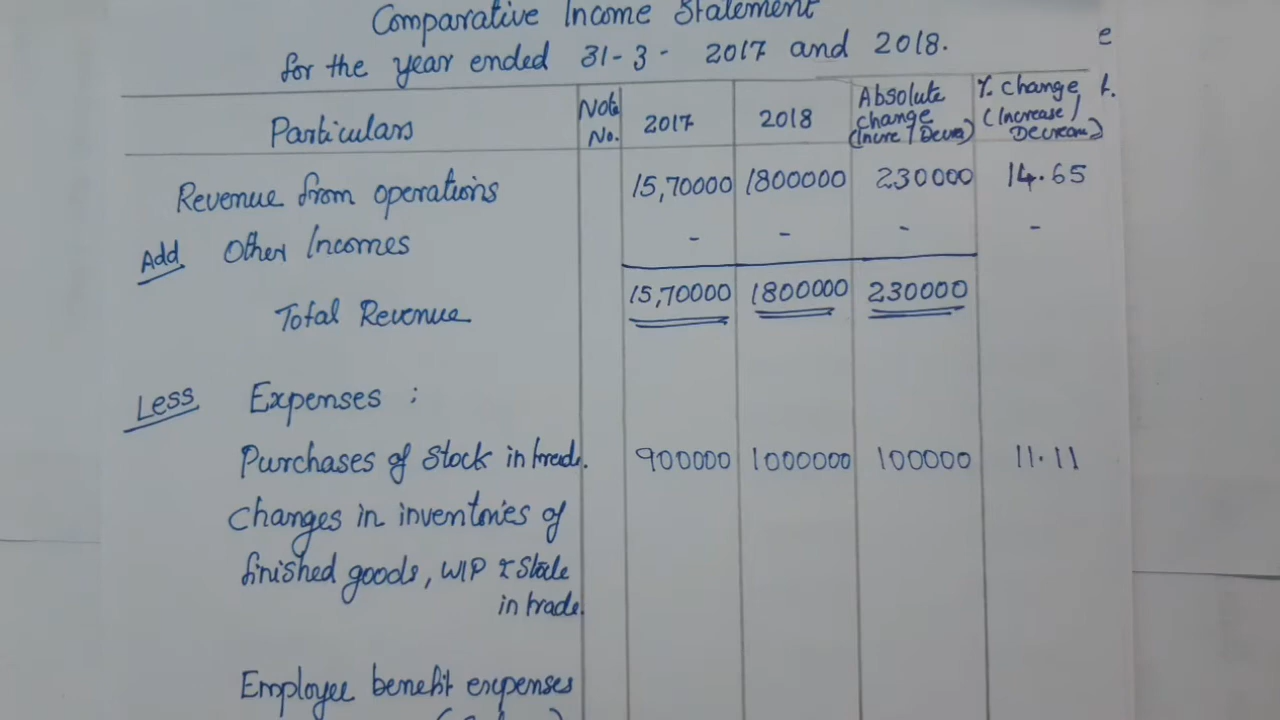 Comparative Income Statement
for the year ended 31-3- 2017 and 2018.
e
Particulars Note No. 2017 2018 Absolute change (Incre / Decrea) % Change (Increase / Decrease) t.
Revenue from operations 15,70000 1800000 230000 14.65
Add Other Incomes - - - -
Total Revenue 15,70000 1800000 230000
Less Expenses :
Purchases of Stock in trade. 900000 1000000 100000 11.11
Changes in inventories of
finished goods, WIP &
in trade.
Employee benefit expenses